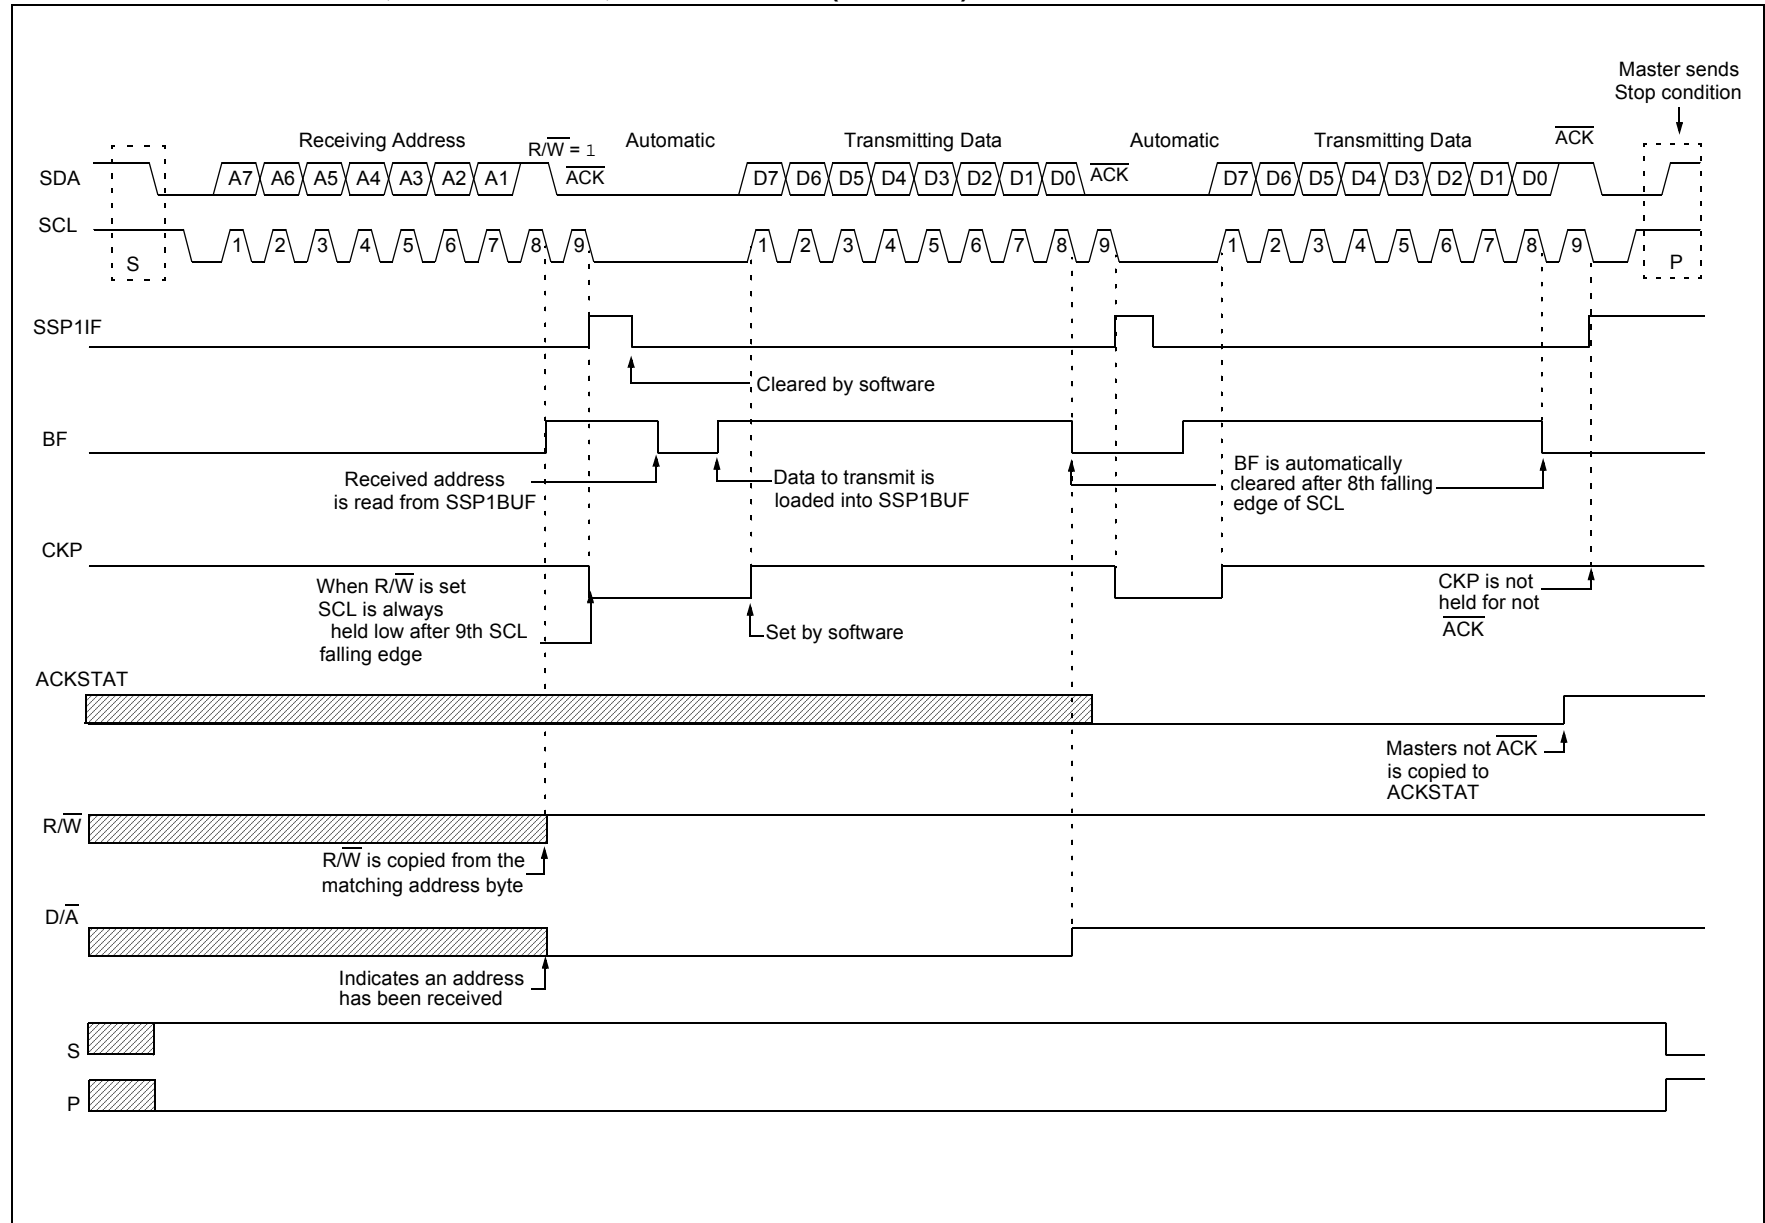 Master sends
Stop condition
Receiving Address
R/W = 1
Automatic
Transmitting Data
Automatic
Transmitting Data
ACK
SDA
A7 A6 A5 A4 A3 A2 A1
ACK
D7 D6 D5 D4 D3 D2 D1 D0
ACK
D7 D6 D5 D4 D3 D2 D1 D0
SCL
1 2 3 4 5 6 7 8 9
1 2 3 4 5 6 7 8 9
1 2 3 4 5 6 7 8 9
S
P
SSP1IF
Cleared by software
BF
Received address
is read from SSP1BUF
Data to transmit is
loaded into SSP1BUF
BF is automatically
cleared after 8th falling
edge of SCL
CKP
When R/W is set
SCL is always
held low after 9th SCL
falling edge
Set by software
CKP is not
held for not
ACK
ACKSTAT
Masters not ACK
is copied to
ACKSTAT
R/W
R/W is copied from the
matching address byte
D/A
Indicates an address
has been received
S
P